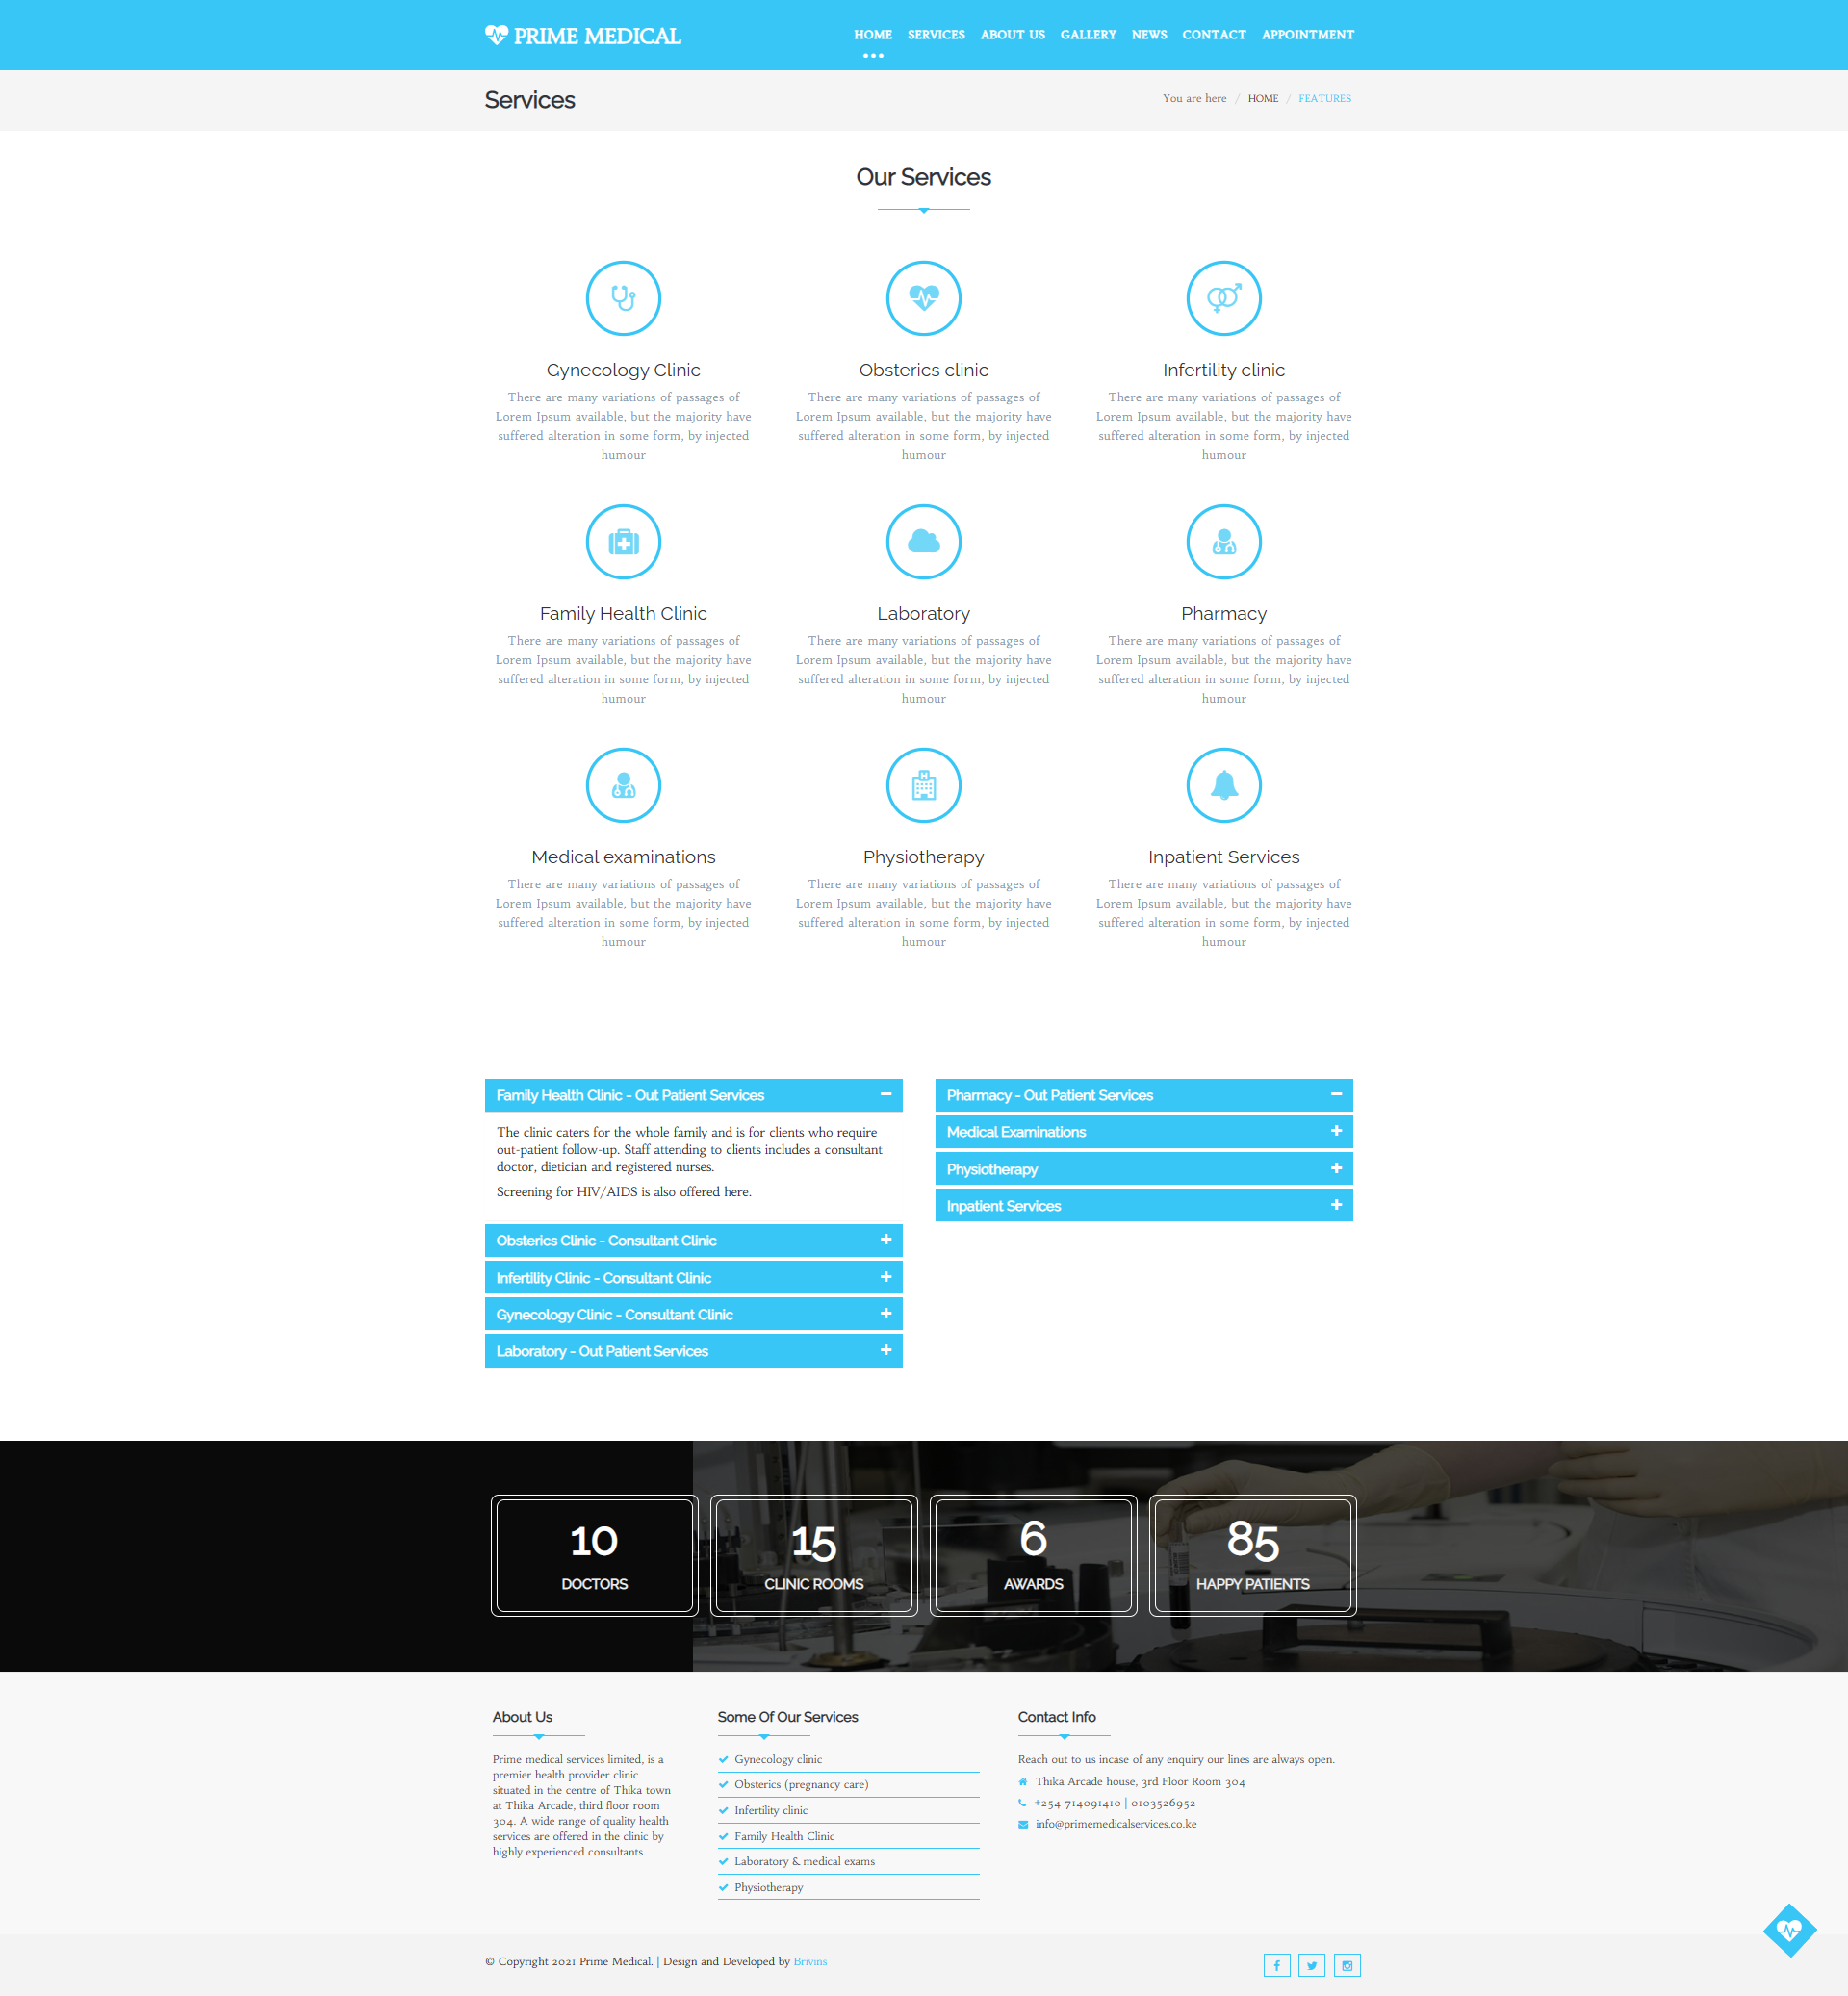 PRIME MEDICAL
HOME SERVICES ABOUT US GALLERY NEWS CONTACT APPOINTMENT
Services
You are here / HOME / FEATURES
Our Services
Gynecology Clinic
There are many variations of passages of
Lorem Ipsum available, but the majority have
suffered alteration in some form, by injected
humour
Obsterics clinic
There are many variations of passages of
Lorem Ipsum available, but the majority have
suffered alteration in some form, by injected
humour
Infertility clinic
There are many variations of passages of
Lorem Ipsum available, but the majority have
suffered alteration in some form, by injected
humour
Family Health Clinic
There are many variations of passages of
Lorem Ipsum available, but the majority have
suffered alteration in some form, by injected
humour
Laboratory
There are many variations of passages of
Lorem Ipsum available, but the majority have
suffered alteration in some form, by injected
humour
Pharmacy
There are many variations of passages of
Lorem Ipsum available, but the majority have
suffered alteration in some form, by injected
humour
Medical examinations
There are many variations of passages of
Lorem Ipsum available, but the majority have
suffered alteration in some form, by injected
humour
Physiotherapy
There are many variations of passages of
Lorem Ipsum available, but the majority have
suffered alteration in some form, by injected
humour
Inpatient Services
There are many variations of passages of
Lorem Ipsum available, but the majority have
suffered alteration in some form, by injected
humour
Family Health Clinic - Out Patient Services
The clinic caters for the whole family and is for clients who require
out-patient follow-up. Staff attending to clients includes a consultant
doctor, dietician and registered nurses.
Screening for HIV/AIDS is also offered here.
Obsterics Clinic - Consultant Clinic
Infertility Clinic - Consultant Clinic
Gynecology Clinic - Consultant Clinic
Laboratory - Out Patient Services
Pharmacy - Out Patient Services
Medical Examinations
Physiotherapy
Inpatient Services
10
DOCTORS
15
CLINIC ROOMS
6
AWARDS
85
HAPPY PATIENTS
About Us
Prime medical services limited, is a
premier health provider clinic
situated in the centre of Thika town
at Thika Arcade, third floor room
304. A wide range of quality health
services are offered in the clinic by
highly experienced consultants.
Some Of Our Services
Gynecology clinic
Obsterics (pregnancy care)
Infertility clinic
Family Health Clinic
Laboratory & medical exams
Physiotherapy
Contact Info
Reach out to us incase of any enquiry our lines are always open.
Thika Arcade house, 3rd Floor Room 304
+254 714091410 | 0103526952
info@primemedicalservices.co.ke
© Copyright 2021 Prime Medical. | Design and Developed by Brivins